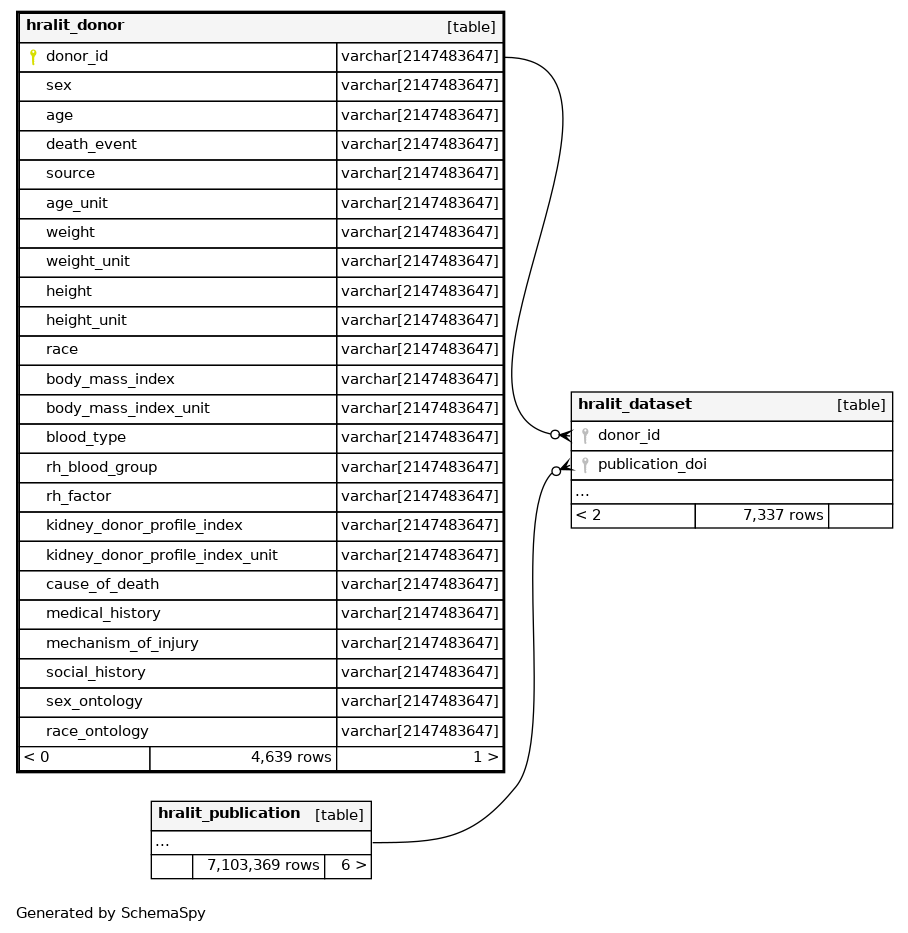 hralit_donor [table]
donor_id varchar[2147483647]
sex varchar[2147483647]
age varchar[2147483647]
death_event varchar[2147483647]
source varchar[2147483647]
age_unit varchar[2147483647]
weight varchar[2147483647]
weight_unit varchar[2147483647]
height varchar[2147483647]
height_unit varchar[2147483647]
race varchar[2147483647]
body_mass_index varchar[2147483647]
body_mass_index_unit varchar[2147483647]
blood_type varchar[2147483647]
rh_blood_group varchar[2147483647]
rh_factor varchar[2147483647]
kidney_donor_profile_index varchar[2147483647]
kidney_donor_profile_index_unit varchar[2147483647]
cause_of_death varchar[2147483647]
medical_history varchar[2147483647]
mechanism_of_injury varchar[2147483647]
social_history varchar[2147483647]
sex_ontology varchar[2147483647]
race_ontology varchar[2147483647]
< 0 4,639 rows 1 >
hralit_dataset [table]
donor_id
publication_doi
...
< 2 7,337 rows
hralit_publication [table]
...
7,103,369 rows 6 >
Generated by SchemaSpy